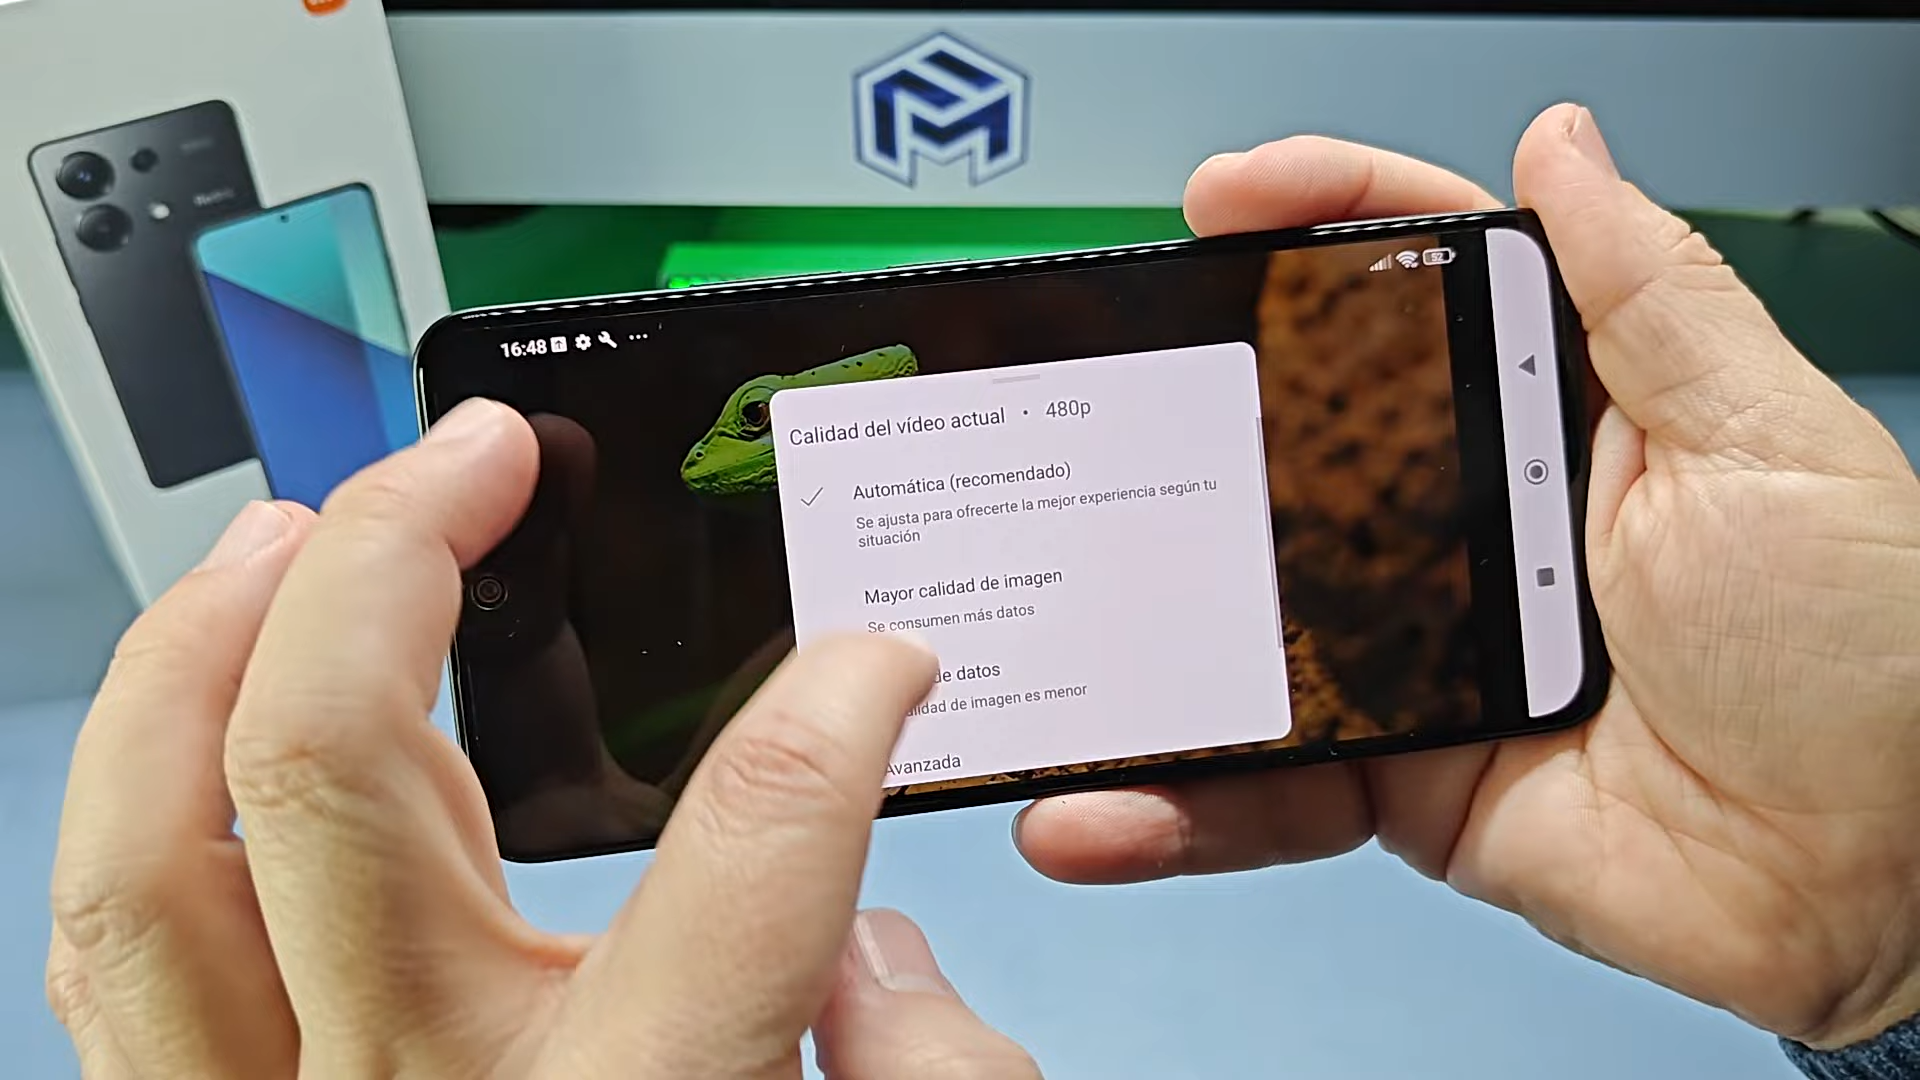 16:48
52
Calidad del vídeo actual • 480p
Automática (recomendado)
Se ajusta para ofrecerte la mejor experiencia según tu
situación
Mayor calidad de imagen
Se consumen más datos
de datos
de imagen es menor
Avanzada